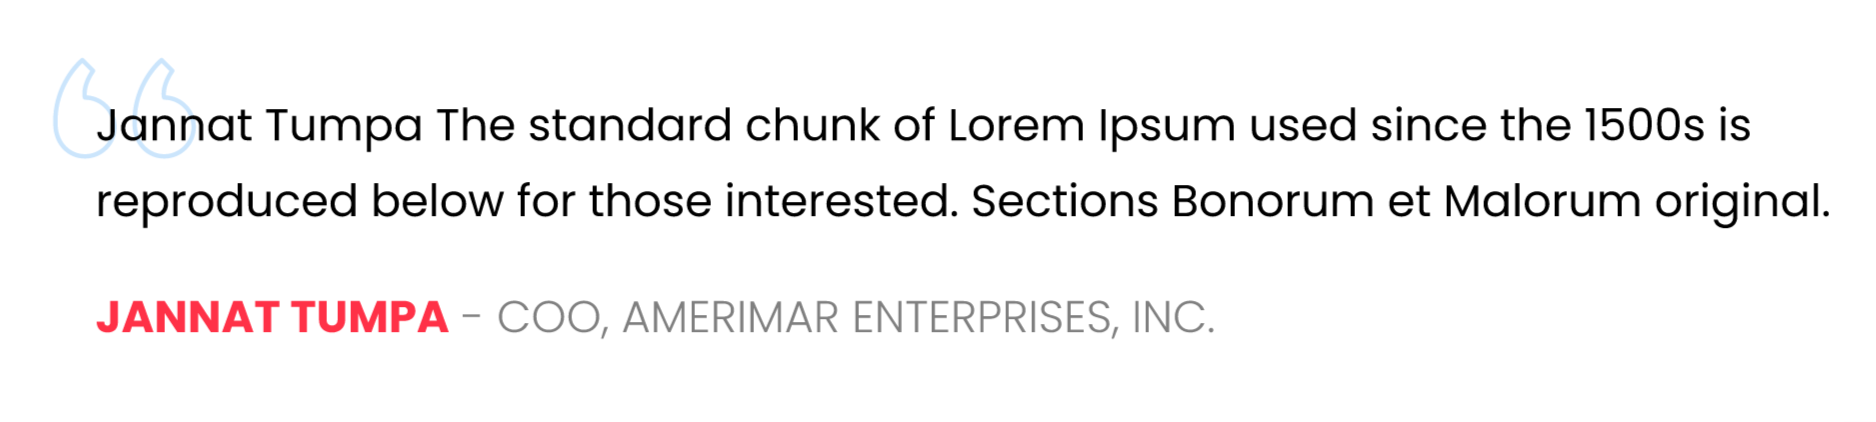 Jannat Tumpa The standard chunk of Lorem Ipsum used since the 1500s is
reproduced below for those interested. Sections Bonorum et Malorum original.
JANNAT TUMPA - COO, AMERIMAR ENTERPRISES, INC.